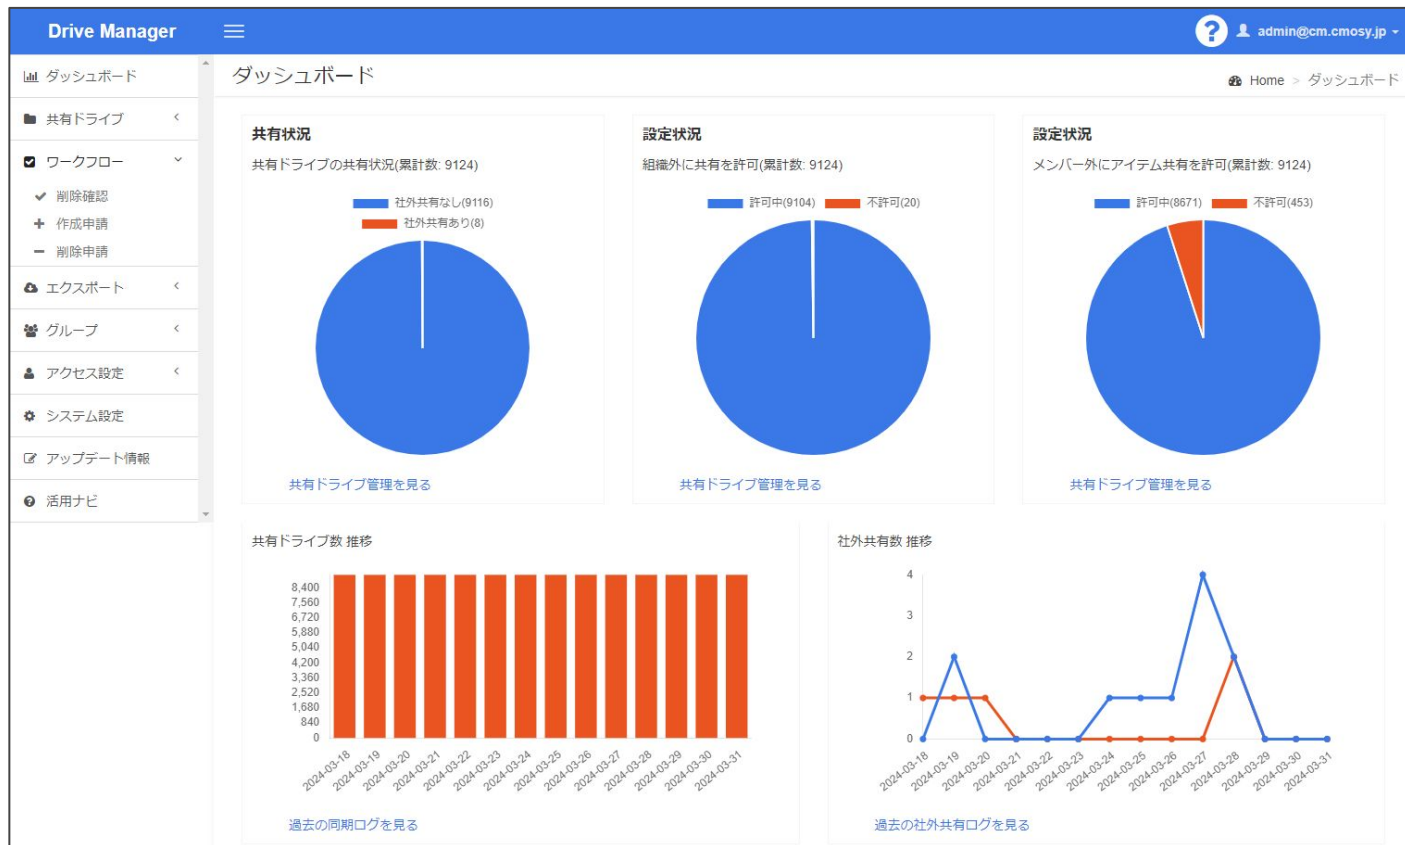 Drive Manager
admin@cm.cmosy.jp
ダッシュボード
共有ドライブ
ワークフロー
削除確認
作成申請
削除申請
エクスポート
グループ
アクセス設定
システム設定
アップデート情報
活用ナビ
ダッシュボード
Home > ダッシュボード
共有状況
共有ドライブの共有状況(累計数: 9124)
社外共有なし(9116)
社外共有あり(8)
共有ドライブ管理を見る
設定状況
組織外に共有を許可(累計数: 9124)
許可中(9104) 不許可(20)
共有ドライブ管理を見る
設定状況
メンバー外にアイテム共有を許可(累計数: 9124)
許可中(8671) 不許可(453)
共有ドライブ管理を見る
共有ドライブ数 推移
8,400
7,560
6,720
5,880
5,040
4,200
3,360
2,520
1,680
840
0
2024-03-18 2024-03-19 2024-03-20 2024-03-21 2024-03-22 2024-03-23 2024-03-24 2024-03-25 2024-03-26 2024-03-27 2024-03-28 2024-03-29 2024-03-30 2024-03-31
過去の同期ログを見る
社外共有数 推移
4
3
2
1
0
2024-03-18 2024-03-19 2024-03-20 2024-03-21 2024-03-22 2024-03-23 2024-03-24 2024-03-25 2024-03-26 2024-03-27 2024-03-28 2024-03-29 2024-03-30 2024-03-31
過去の社外共有ログを見る